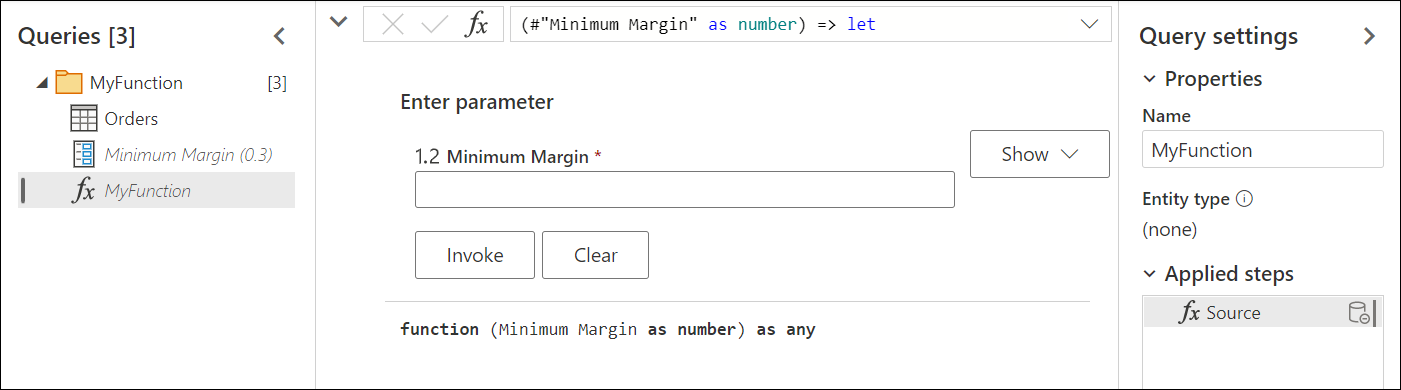 Queries [3]
MyFunction [3]
Orders
Minimum Margin (0.3)
fx MyFunction
fx
(#"Minimum Margin" as number) => let
Enter parameter
1.2 Minimum Margin *
Show
Invoke Clear
function (Minimum Margin as number) as any
Query settings
Properties
Name
MyFunction
Entity type
(none)
Applied steps
fx Source